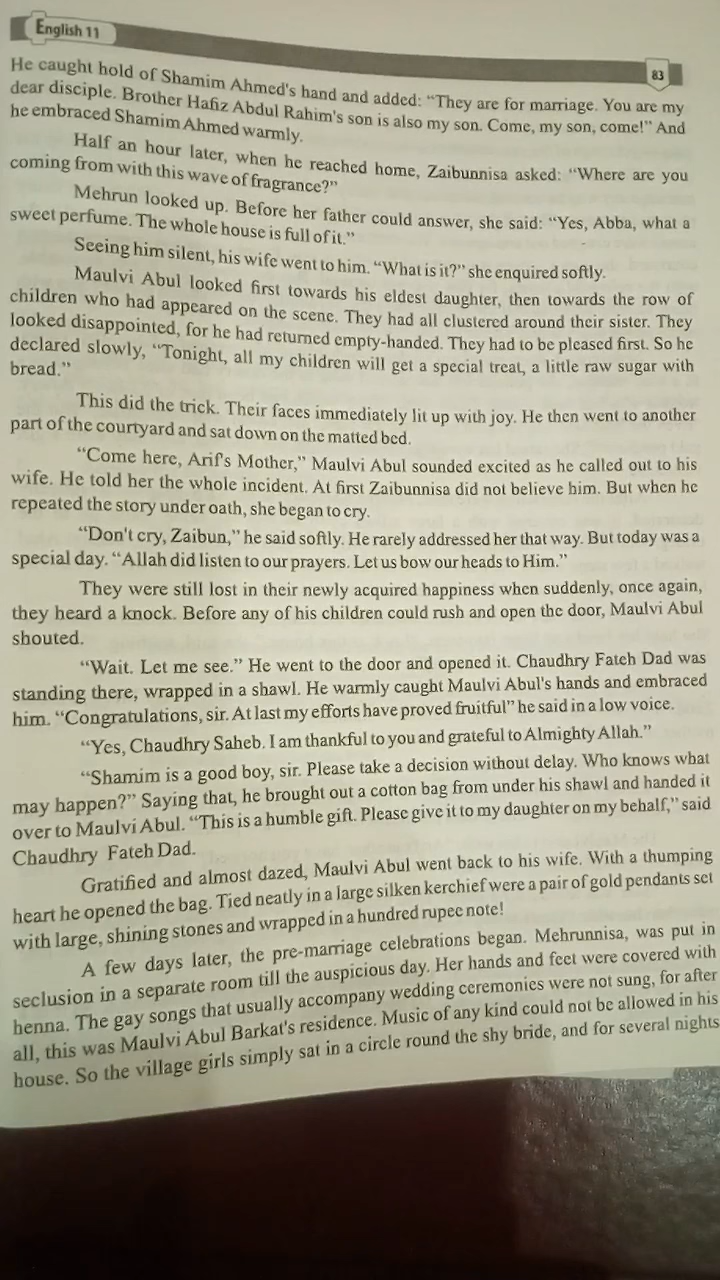 English 11
83
He caught hold of Shamim Ahmed's hand and added: “They are for marriage. You are my
dear disciple. Brother Hafiz Abdul Rahim's son is also my son. Come, my son, come!” And
he embraced Shamim Ahmed warmly.
Half an hour later, when he reached home, Zaibunnisa asked: “Where are you
coming from with this wave of fragrance?”
Mehrun looked up. Before her father could answer, she said: “Yes, Abba, what a
sweet perfume. The whole house is full of it.”
Seeing him silent, his wife went to him. “What is it?” she enquired softly.
Maulvi Abul looked first towards his eldest daughter, then towards the row of
children who had appeared on the scene. They had all clustered around their sister. They
looked disappointed, for he had returned empty-handed. They had to be pleased first. So he
declared slowly, “Tonight, all my children will get a special treat, a little raw sugar with
bread.”
This did the trick. Their faces immediately lit up with joy. He then went to another
part of the courtyard and sat down on the matted bed.
“Come here, Arif's Mother,” Maulvi Abul sounded excited as he called out to his
wife. He told her the whole incident. At first Zaibunnisa did not believe him. But when he
repeated the story under oath, she began to cry.
“Don't cry, Zaibun,” he said softly. He rarely addressed her that way. But today was a
special day. “Allah did listen to our prayers. Let us bow our heads to Him.”
They were still lost in their newly acquired happiness when suddenly, once again,
they heard a knock. Before any of his children could rush and open the door, Maulvi Abul
shouted.
“Wait. Let me see.” He went to the door and opened it. Chaudhry Fateh Dad was
standing there, wrapped in a shawl. He warmly caught Maulvi Abul's hands and embraced
him. “Congratulations, sir. At last my efforts have proved fruitful” he said in a low voice.
“Yes, Chaudhry Saheb. I am thankful to you and grateful to Almighty Allah.”
“Shamim is a good boy, sir. Please take a decision without delay. Who knows what
may happen?” Saying that, he brought out a cotton bag from under his shawl and handed it
over to Maulvi Abul. “This is a humble gift. Please give it to my daughter on my behalf,” said
Chaudhry Fateh Dad.
Gratified and almost dazed, Maulvi Abul went back to his wife. With a thumping
heart he opened the bag. Tied neatly in a large silken kerchief were a pair of gold pendants set
with large, shining stones and wrapped in a hundred rupee note!
A few days later, the pre-marriage celebrations began. Mehrunnisa, was put in
seclusion in a separate room till the auspicious day. Her hands and feet were covered with
henna. The gay songs that usually accompany wedding ceremonies were not sung, for after
all, this was Maulvi Abul Barkat's residence. Music of any kind could not be allowed in his
house. So the village girls simply sat in a circle round the shy bride, and for several nights